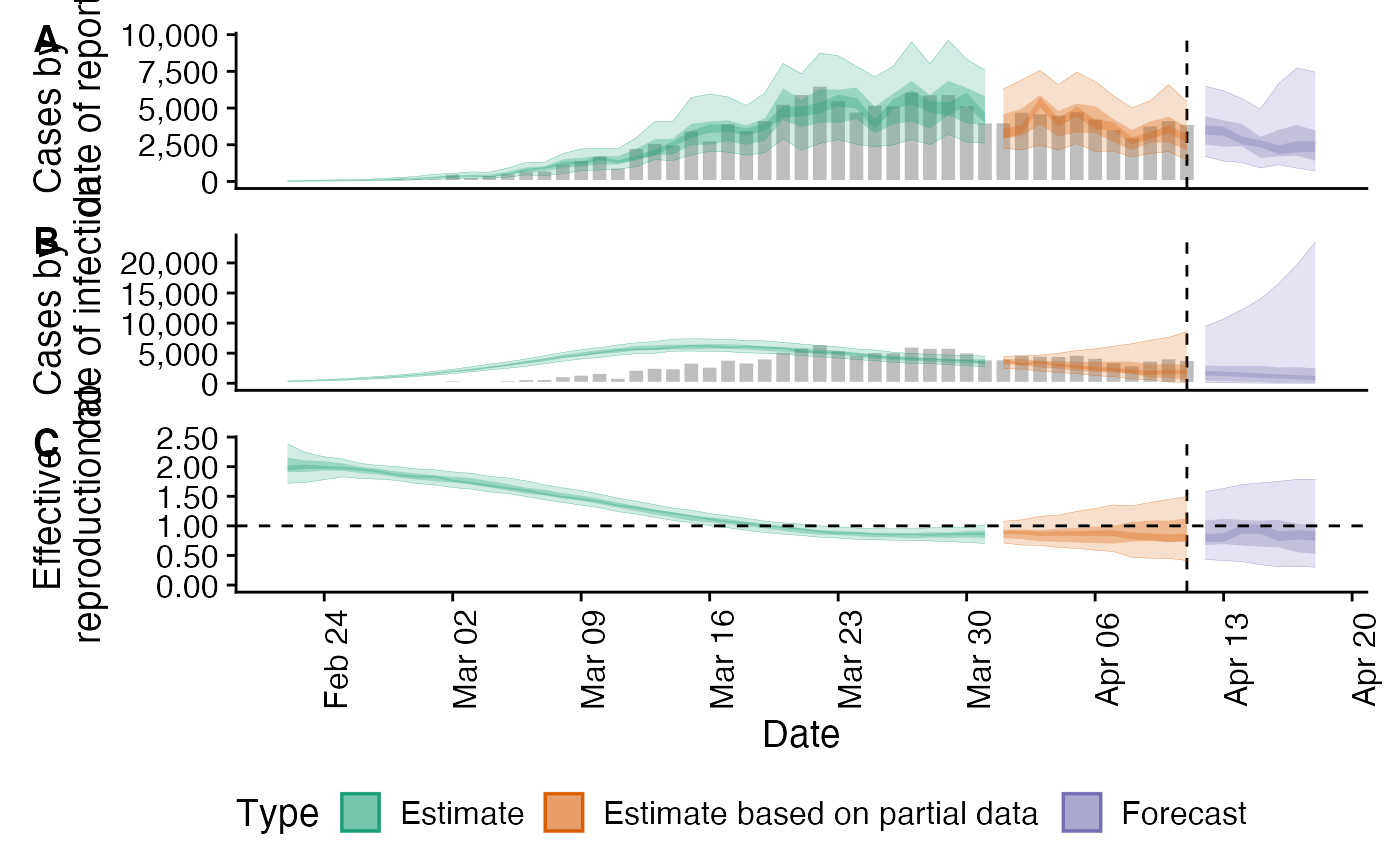 A
Cases by
date of report
10,000
7,500
5,000
2,500
0
B
Cases by
date of infection
20,000
15,000
10,000
5,000
0
C
Effective
reproduction no.
2.50
2.00
1.50
1.00
0.50
0.00
Feb 24
Mar 02
Mar 09
Mar 16
Mar 23
Mar 30
Apr 06
Apr 13
Apr 20
Date
Type
Estimate
Estimate based on partial data
Forecast